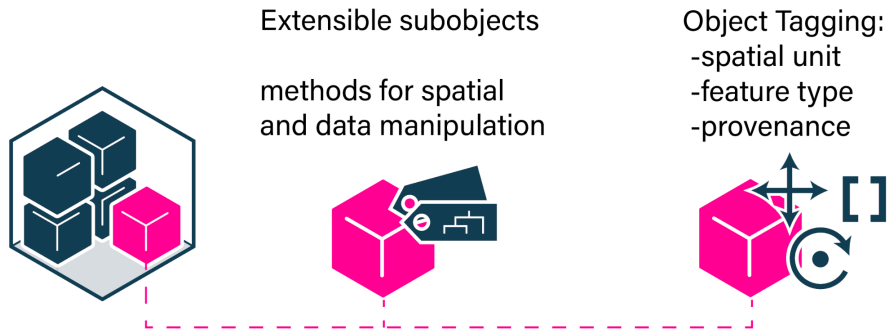 Extensible subobjects
methods for spatial
and data manipulation
Object Tagging:
-spatial unit
-feature type
-provenance
[ ]